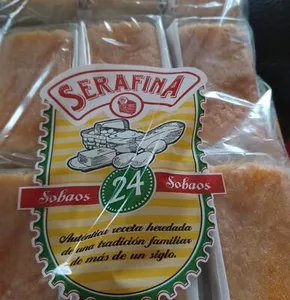 SERAFINA
Sobaos 24 Sobaos
Auténtica receta heredada
de una tradición familiar
de más de un siglo.